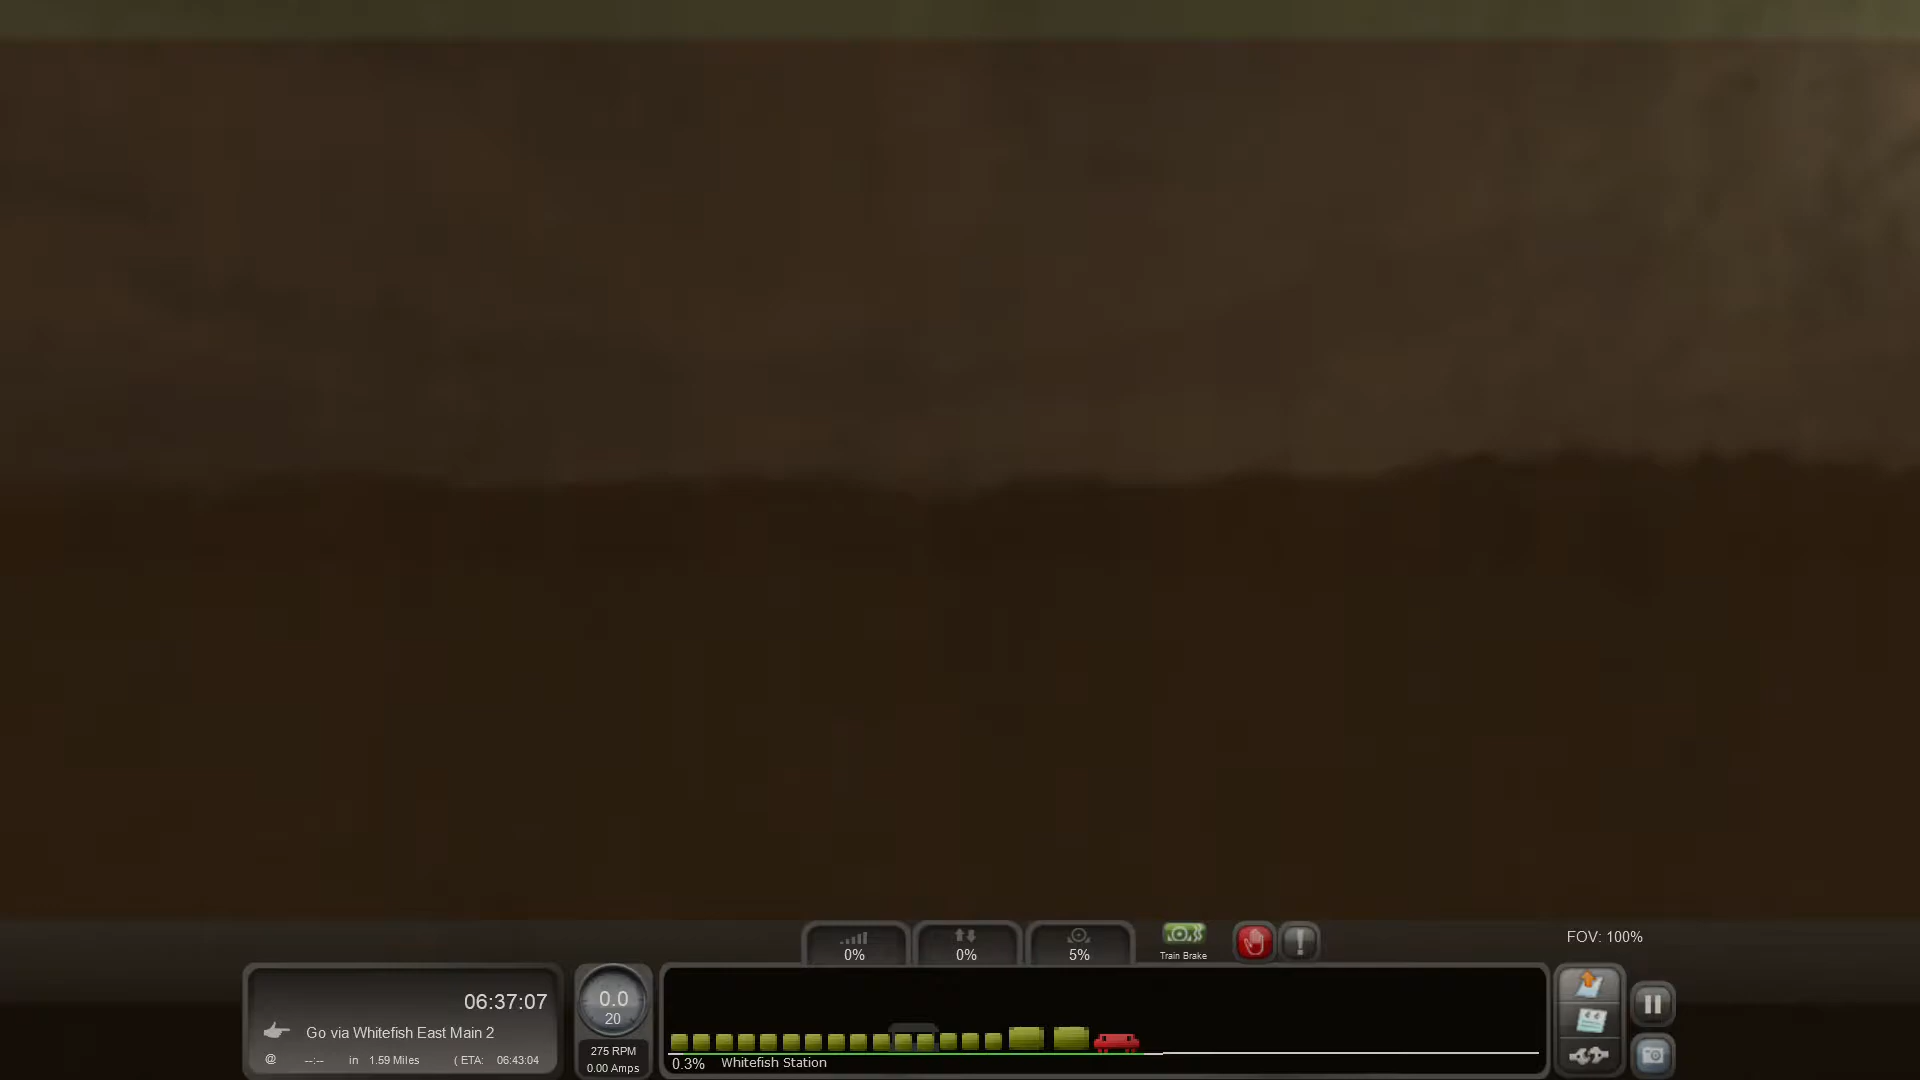 0% 0% 5% Train Brake FOV: 100%
06:37:07
Go via Whitefish East Main 2
@ --:-- in 1.59 Miles ( ETA: 06:43:04
0.0
20
275 RPM
0.00 Amps
0.3% Whitefish Station